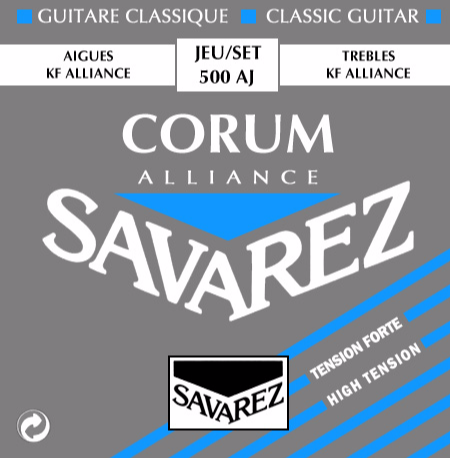 GUITARE CLASSIQUE CLASSIC GUITAR
AIGUES
KF ALLIANCE
JEU/SET
500 AJ
TREBLES
KF ALLIANCE
CORUM
ALLIANCE
SAVAREZ
TENSION FORTE
HIGH TENSION
SAVAREZ